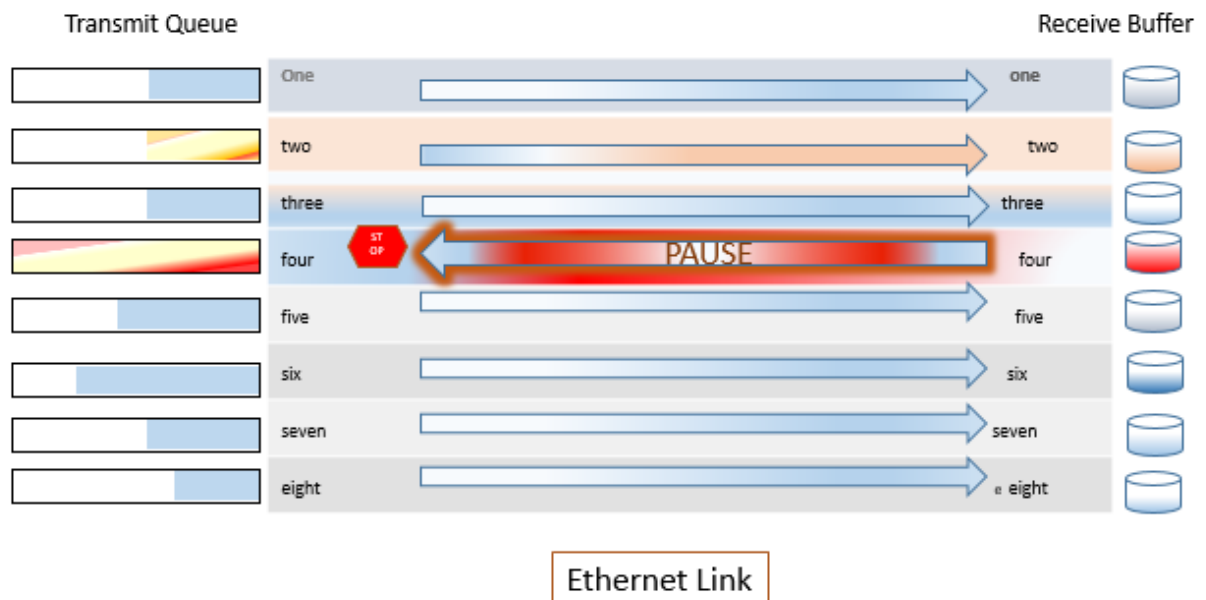 Transmit Queue Receive Buffer
One one
two two
three three
ST
OP
PAUSE
four four
five five
six six
seven seven
eight e eight
Ethernet Link